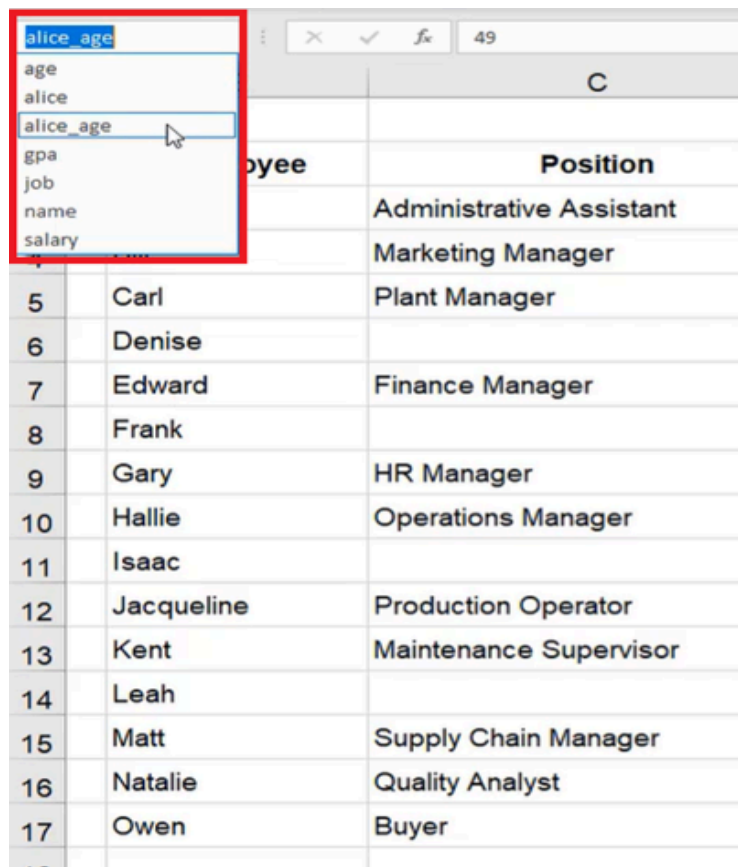 alice_age fx 49
age
alice
alice_age
gpa
job
name
salary
C
oyee Position
Administrative Assistant
Marketing Manager
5 Carl Plant Manager
6 Denise
7 Edward Finance Manager
8 Frank
9 Gary HR Manager
10 Hallie Operations Manager
11 Isaac
12 Jacqueline Production Operator
13 Kent Maintenance Supervisor
14 Leah
15 Matt Supply Chain Manager
16 Natalie Quality Analyst
17 Owen Buyer